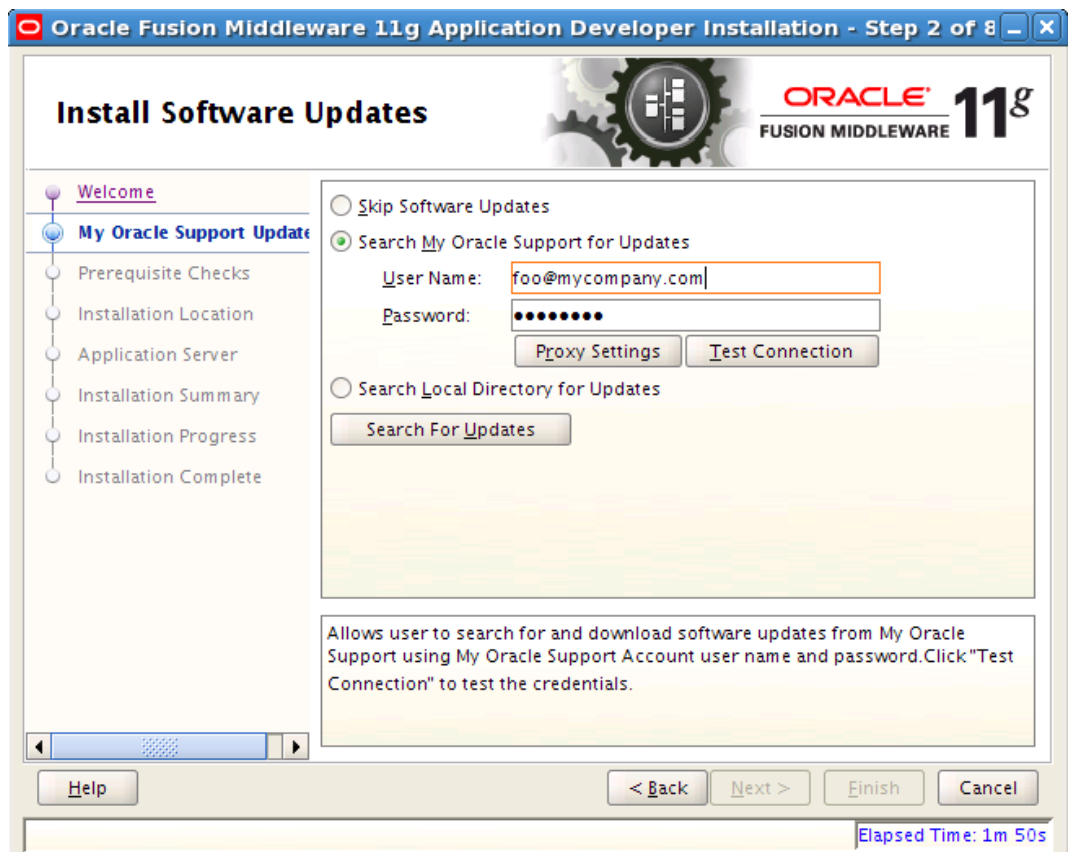 Oracle Fusion Middleware 11g Application Developer Installation - Step 2 of 8
Install Software Updates
ORACLE
FUSION MIDDLEWARE 11g
Welcome
My Oracle Support Update
Prerequisite Checks
Installation Location
Application Server
Installation Summary
Installation Progress
Installation Complete
Skip Software Updates
Search My Oracle Support for Updates
User Name: foo@mycompany.com
Password: ••••••••
Proxy Settings Test Connection
Search Local Directory for Updates
Search For Updates
Allows user to search for and download software updates from My Oracle
Support using My Oracle Support Account user name and password.Click "Test
Connection" to test the credentials.
Help < Back Next > Finish Cancel
Elapsed Time: 1m 50s